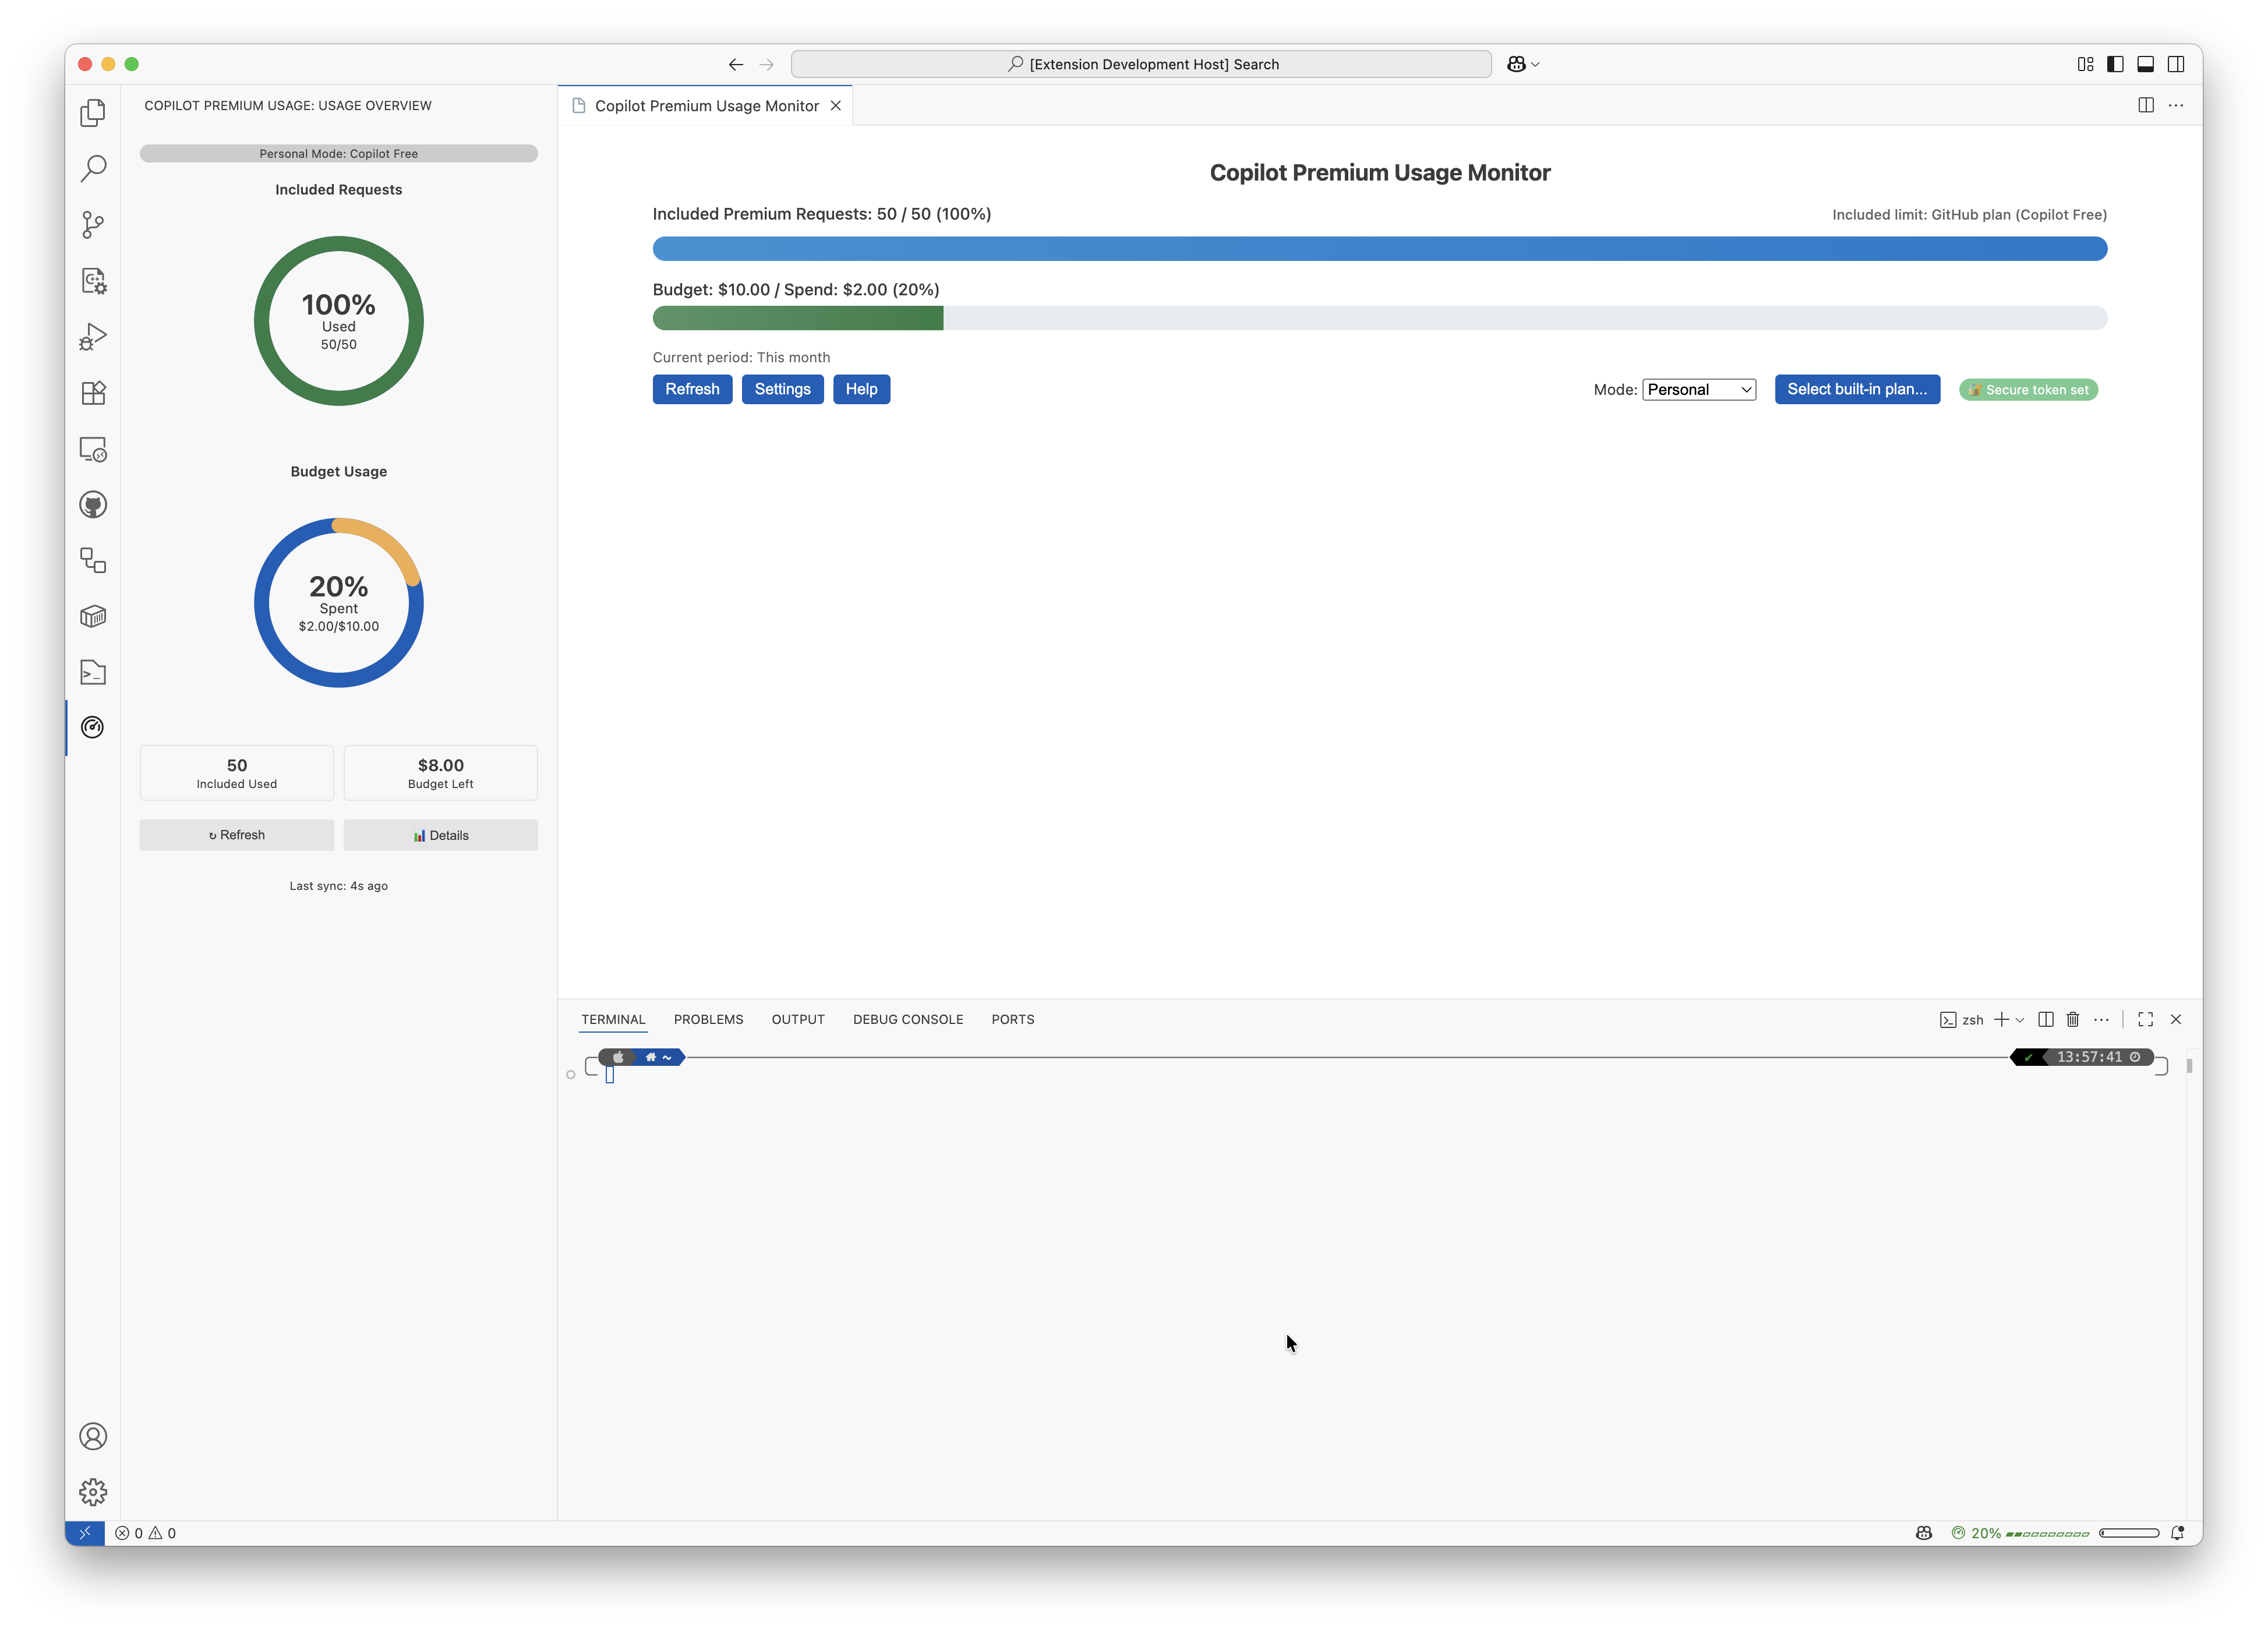 [Extension Development Host] Search
COPILOT PREMIUM USAGE: USAGE OVERVIEW
Personal Mode: Copilot Free
Included Requests
100%
Used
50/50
Budget Usage
20%
Spent
$2.00/$10.00
50
Included Used
$8.00
Budget Left
↻ Refresh
Details
Last sync: 4s ago
Copilot Premium Usage Monitor
Copilot Premium Usage Monitor
Included Premium Requests: 50 / 50 (100%)
Included limit: GitHub plan (Copilot Free)
Budget: $10.00 / Spend: $2.00 (20%)
Current period: This month
Refresh Settings Help
Mode: Personal Select built-in plan... Secure token set
TERMINAL PROBLEMS OUTPUT DEBUG CONSOLE PORTS
zsh
~
13:57:41
0 0
20%